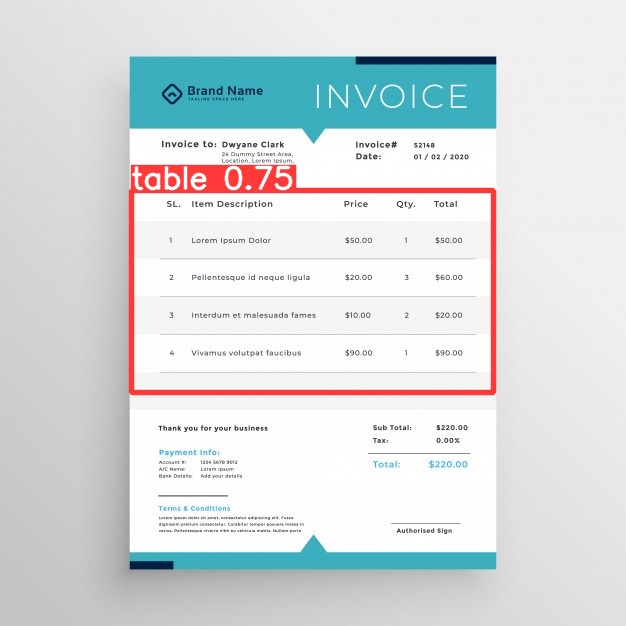 Brand Name
TAGLINE SPACE HERE
INVOICE
Invoice to: Dwyane Clark
24 Dummy Street Area,
Location, Lorem Ipsum,
Invoice# 52148
Date: 01 / 02 / 2020
table 0.75
SL. Item Description Price Qty. Total
1 Lorem Ipsum Dolor $50.00 1 $50.00
2 Pellentesque id neque ligula $20.00 3 $60.00
3 Interdum et malesuada fames $10.00 2 $20.00
4 Vivamus volutpat faucibus $90.00 1 $90.00
Thank you for your business
Sub Total: $220.00
Tax: 0.00%
Total: $220.00
Payment Info:
Account #: 1234 5678 9012
A/C Name: Lorem Ipsum
Bank Details: Add your details
Terms & Conditions
Lorem ipsum dolor sit amet, consectetur adipiscing elit. Fusce
dignissim pretium consectetur. Curabitur tempor posuere massa in
varius. Pellentesque viverra nibh eu vehicula mattis. Nullam porta
convallis porta
Authorised Sign